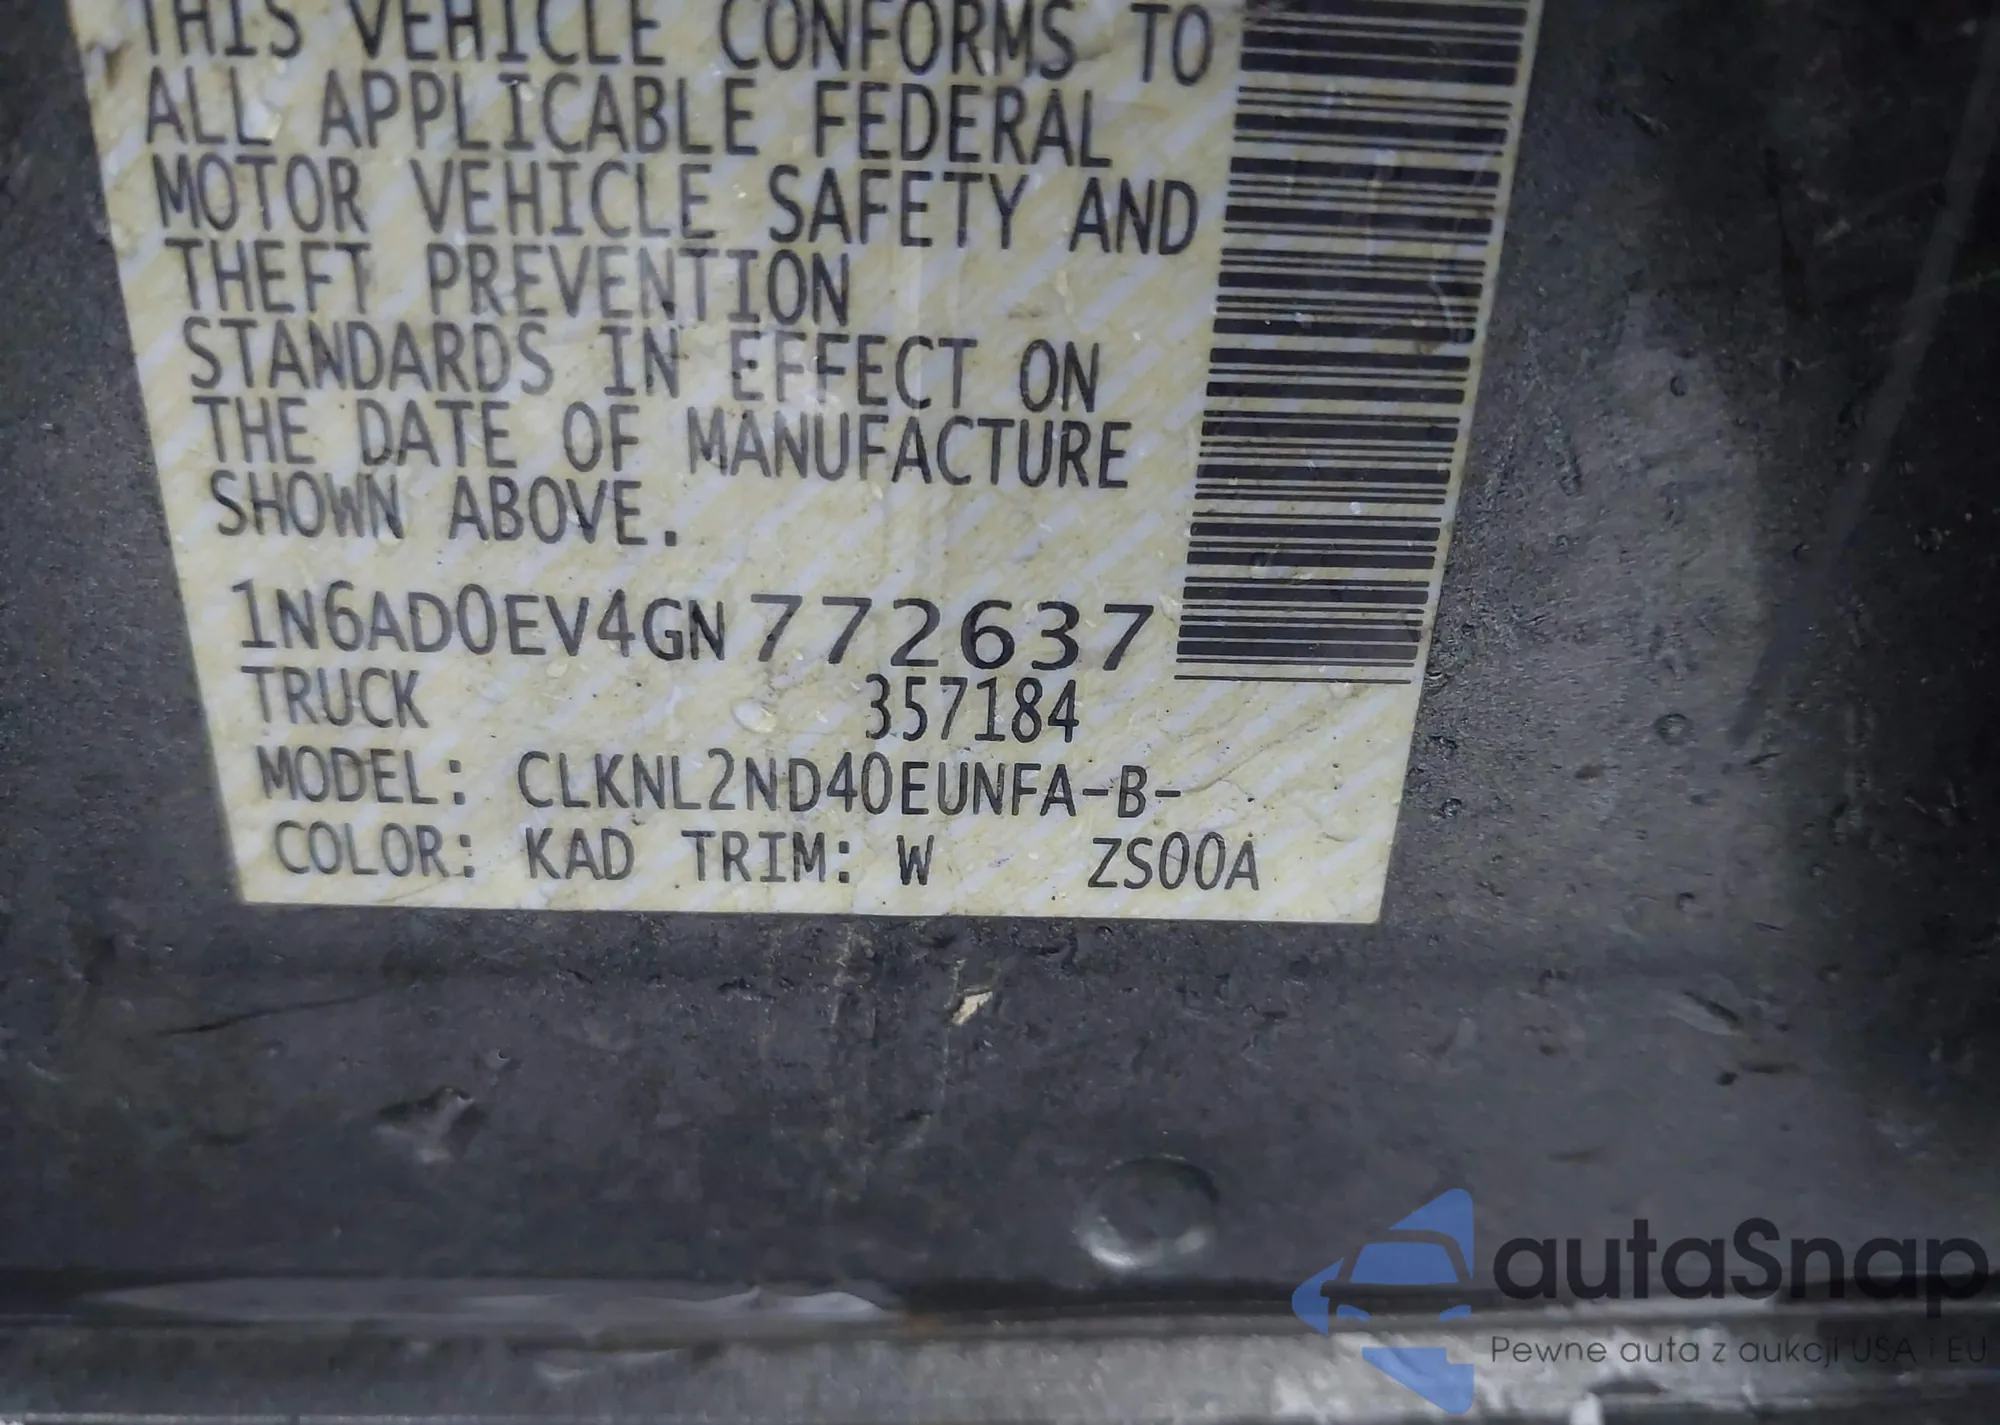 THIS VEHICLE CONFORMS TO
ALL APPLICABLE FEDERAL
MOTOR VEHICLE SAFETY AND
THEFT PREVENTION
STANDARDS IN EFFECT ON
THE DATE OF MANUFACTURE
SHOWN ABOVE.
1N6AD0EV4GN772637
TRUCK 357184
MODEL: CLKNL2ND40EUNFA-B-
COLOR: KAD TRIM: W ZS00A
autaSnap
Pewne auta z aukcji USA i EU